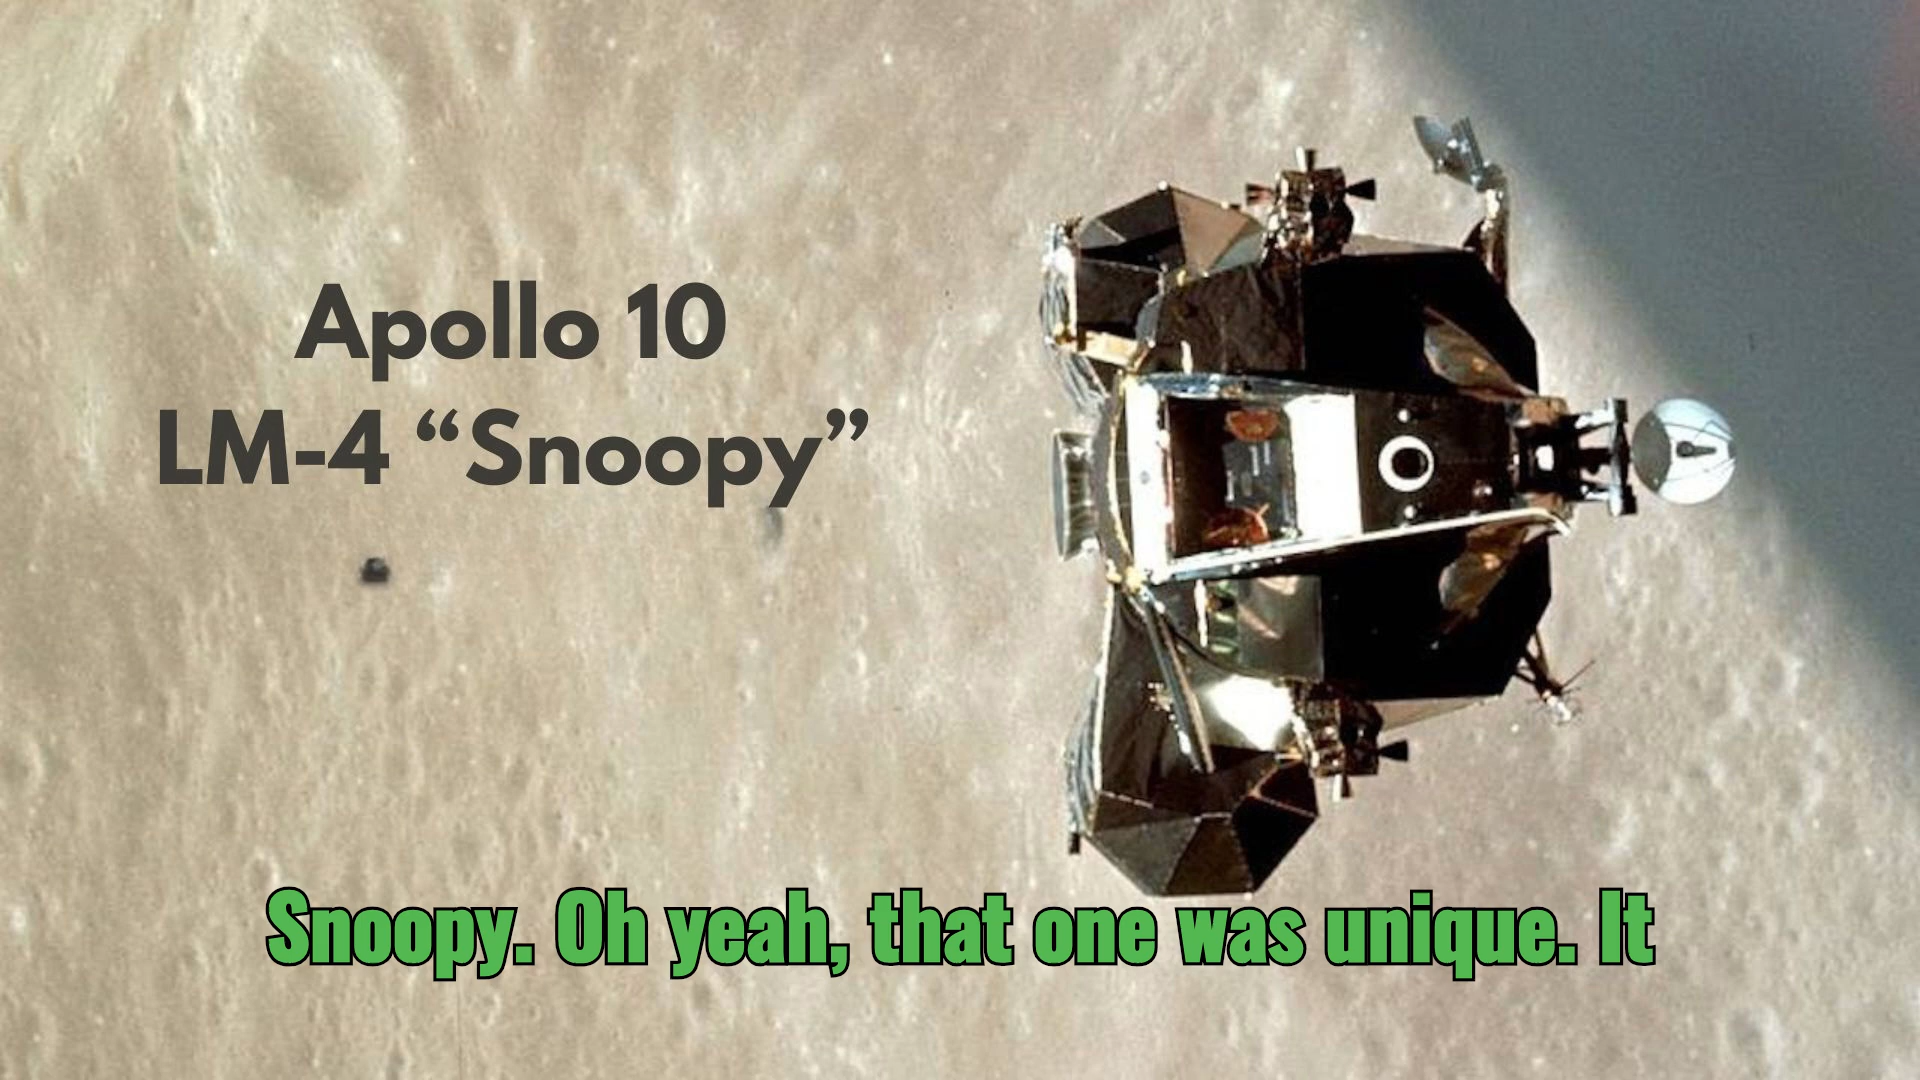 Apollo 10
LM-4 “Snoopy”
Snoopy. Oh yeah, that one was unique. It